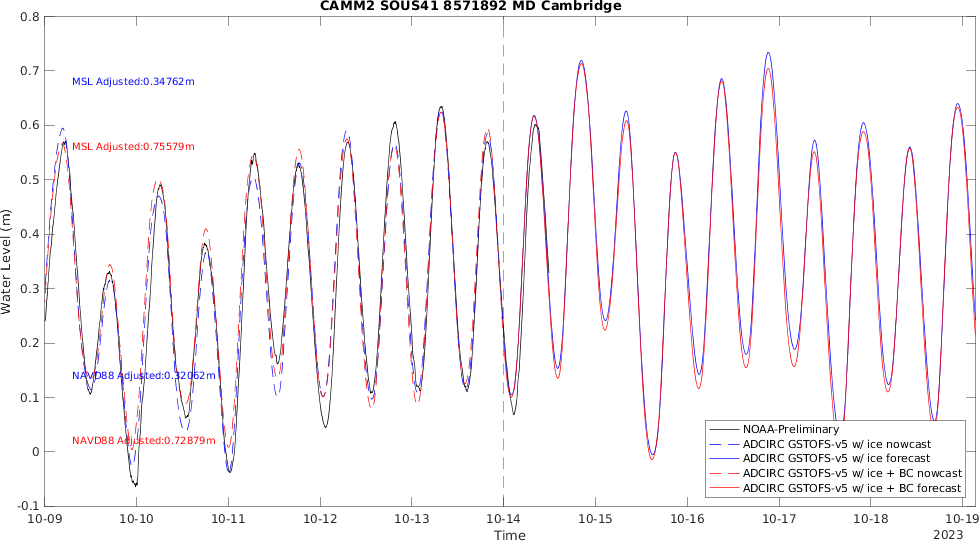 CAMM2 SOUS41 8571892 MD Cambridge
0.8
0.7
MSL Adjusted:0.34762m
0.6
MSL Adjusted:0.75579m
0.5
0.4
Water Level (m)
0.3
0.2
NAVD88 Adjusted:0.32062m
0.1
NAVD88 Adjusted:0.72879m
0
-0.1
NOAA-Preliminary
ADCIRC GSTOFS-v5 w/ ice nowcast
ADCIRC GSTOFS-v5 w/ ice forecast
ADCIRC GSTOFS-v5 w/ ice + BC nowcast
ADCIRC GSTOFS-v5 w/ ice + BC forecast
10-09 10-10 10-11 10-12 10-13 10-14 10-15 10-16 10-17 10-18 10-19
Time
2023